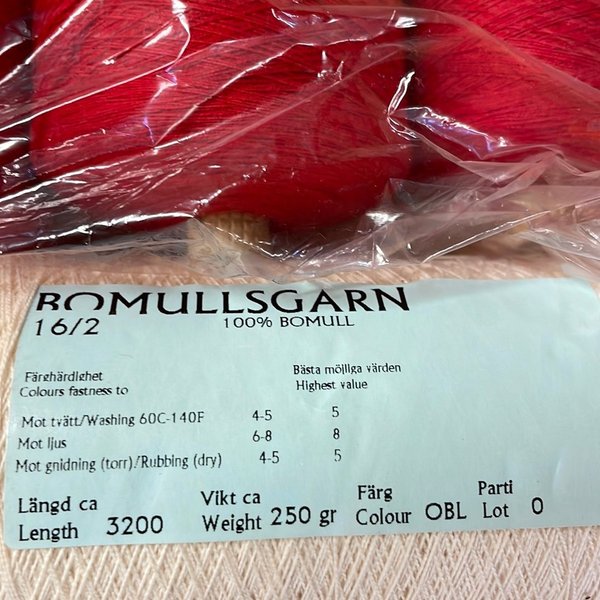 BOMULLSGARN
16/2 100% BOMULL
Färghärdighet Bästa möjliga värden
Colours fastness to Highest value
Mot tvätt/Washing 60C-140F 4-5 5
Mot ljus 6-8 8
Mot gnidning (torr)/Rubbing (dry) 4-5 5
Längd ca Vikt ca Färg Parti
Length 3200 Weight 250 gr Colour OBL Lot 0